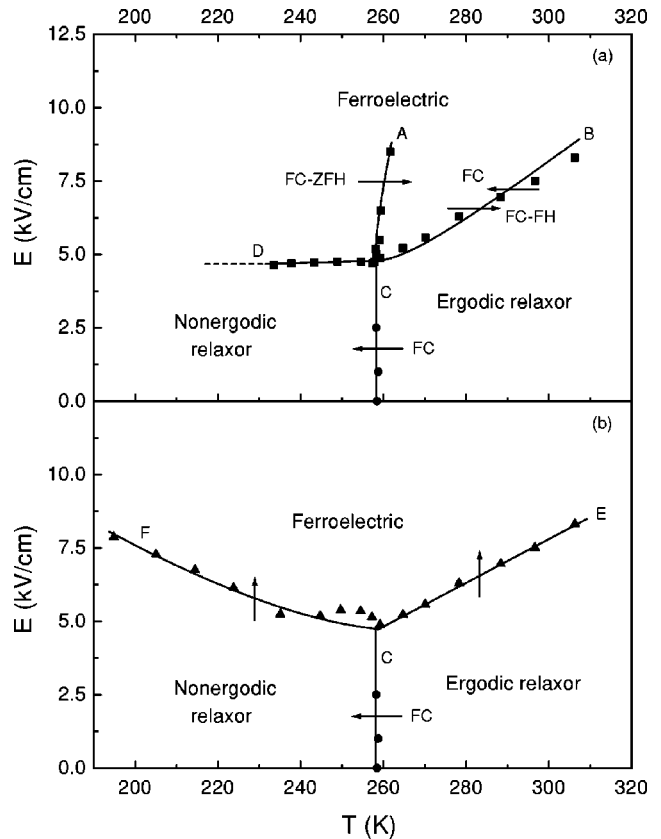 200 220 240 260 280 300 320
12.5
(a)
Ferroelectric
10.0
A
B
FC-ZFH
FC
7.5
FC-FH
E (kV/cm)
5.0
D
C
Ergodic relaxor
Nonergodic
relaxor
2.5
FC
0.0
(b)
10.0
Ferroelectric
F
E
7.5
E (kV/cm)
5.0
C
Nonergodic
relaxor
Ergodic relaxor
2.5
FC
0.0
200 220 240 260 280 300 320
T (K)